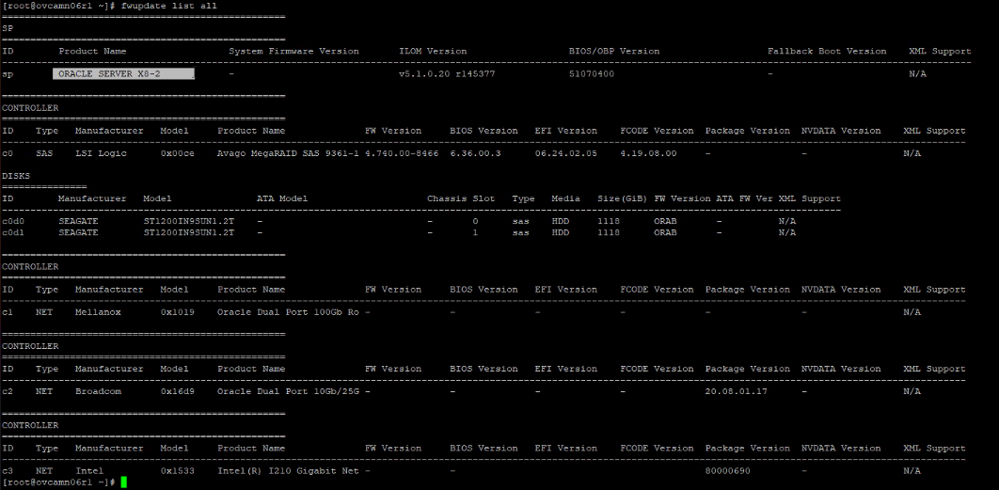 [root@ovcamn06r1 ~]# fwupdate list all
==================================================
SP
==================================================
ID Product Name System Firmware Version ILOM Version BIOS/OBP Version Fallback Boot Version XML Support
sp ORACLE SERVER X8-2 - v5.1.0.20 r145377 51070400 - N/A
==================================================
CONTROLLER
==================================================
ID Type Manufacturer Model Product Name FW Version BIOS Version EFI Version FCODE Version Package Version NVDATA Version XML Support
c0 SAS LSI Logic 0x00ce Avago MegaRAID SAS 9361-1 4.740.00-8466 6.36.00.3 06.24.02.05 4.19.08.00 - - N/A
DISKS
===============
ID Manufacturer Model ATA Model Chassis Slot Type Media Size(GiB) FW Version ATA FW Ver XML Support
c0d0 SEAGATE ST1200IN9SUN1.2T - - 0 sas HDD 1118 ORAB - N/A
c0d1 SEAGATE ST1200IN9SUN1.2T - - 1 sas HDD 1118 ORAB - N/A
==================================================
CONTROLLER
==================================================
ID Type Manufacturer Model Product Name FW Version BIOS Version EFI Version FCODE Version Package Version NVDATA Version XML Support
c1 NET Mellanox 0x1019 Oracle Dual Port 100Gb Ro - - - - - - N/A
==================================================
CONTROLLER
==================================================
ID Type Manufacturer Model Product Name FW Version BIOS Version EFI Version FCODE Version Package Version NVDATA Version XML Support
c2 NET Broadcom 0x16d9 Oracle Dual Port 10Gb/25G - - - - 20.08.01.17 - N/A
==================================================
CONTROLLER
==================================================
ID Type Manufacturer Model Product Name FW Version BIOS Version EFI Version FCODE Version Package Version NVDATA Version XML Support
c3 NET Intel 0x1533 Intel(R) I210 Gigabit Net - - - - 80000690 - N/A
[root@ovcamn06r1 ~]#